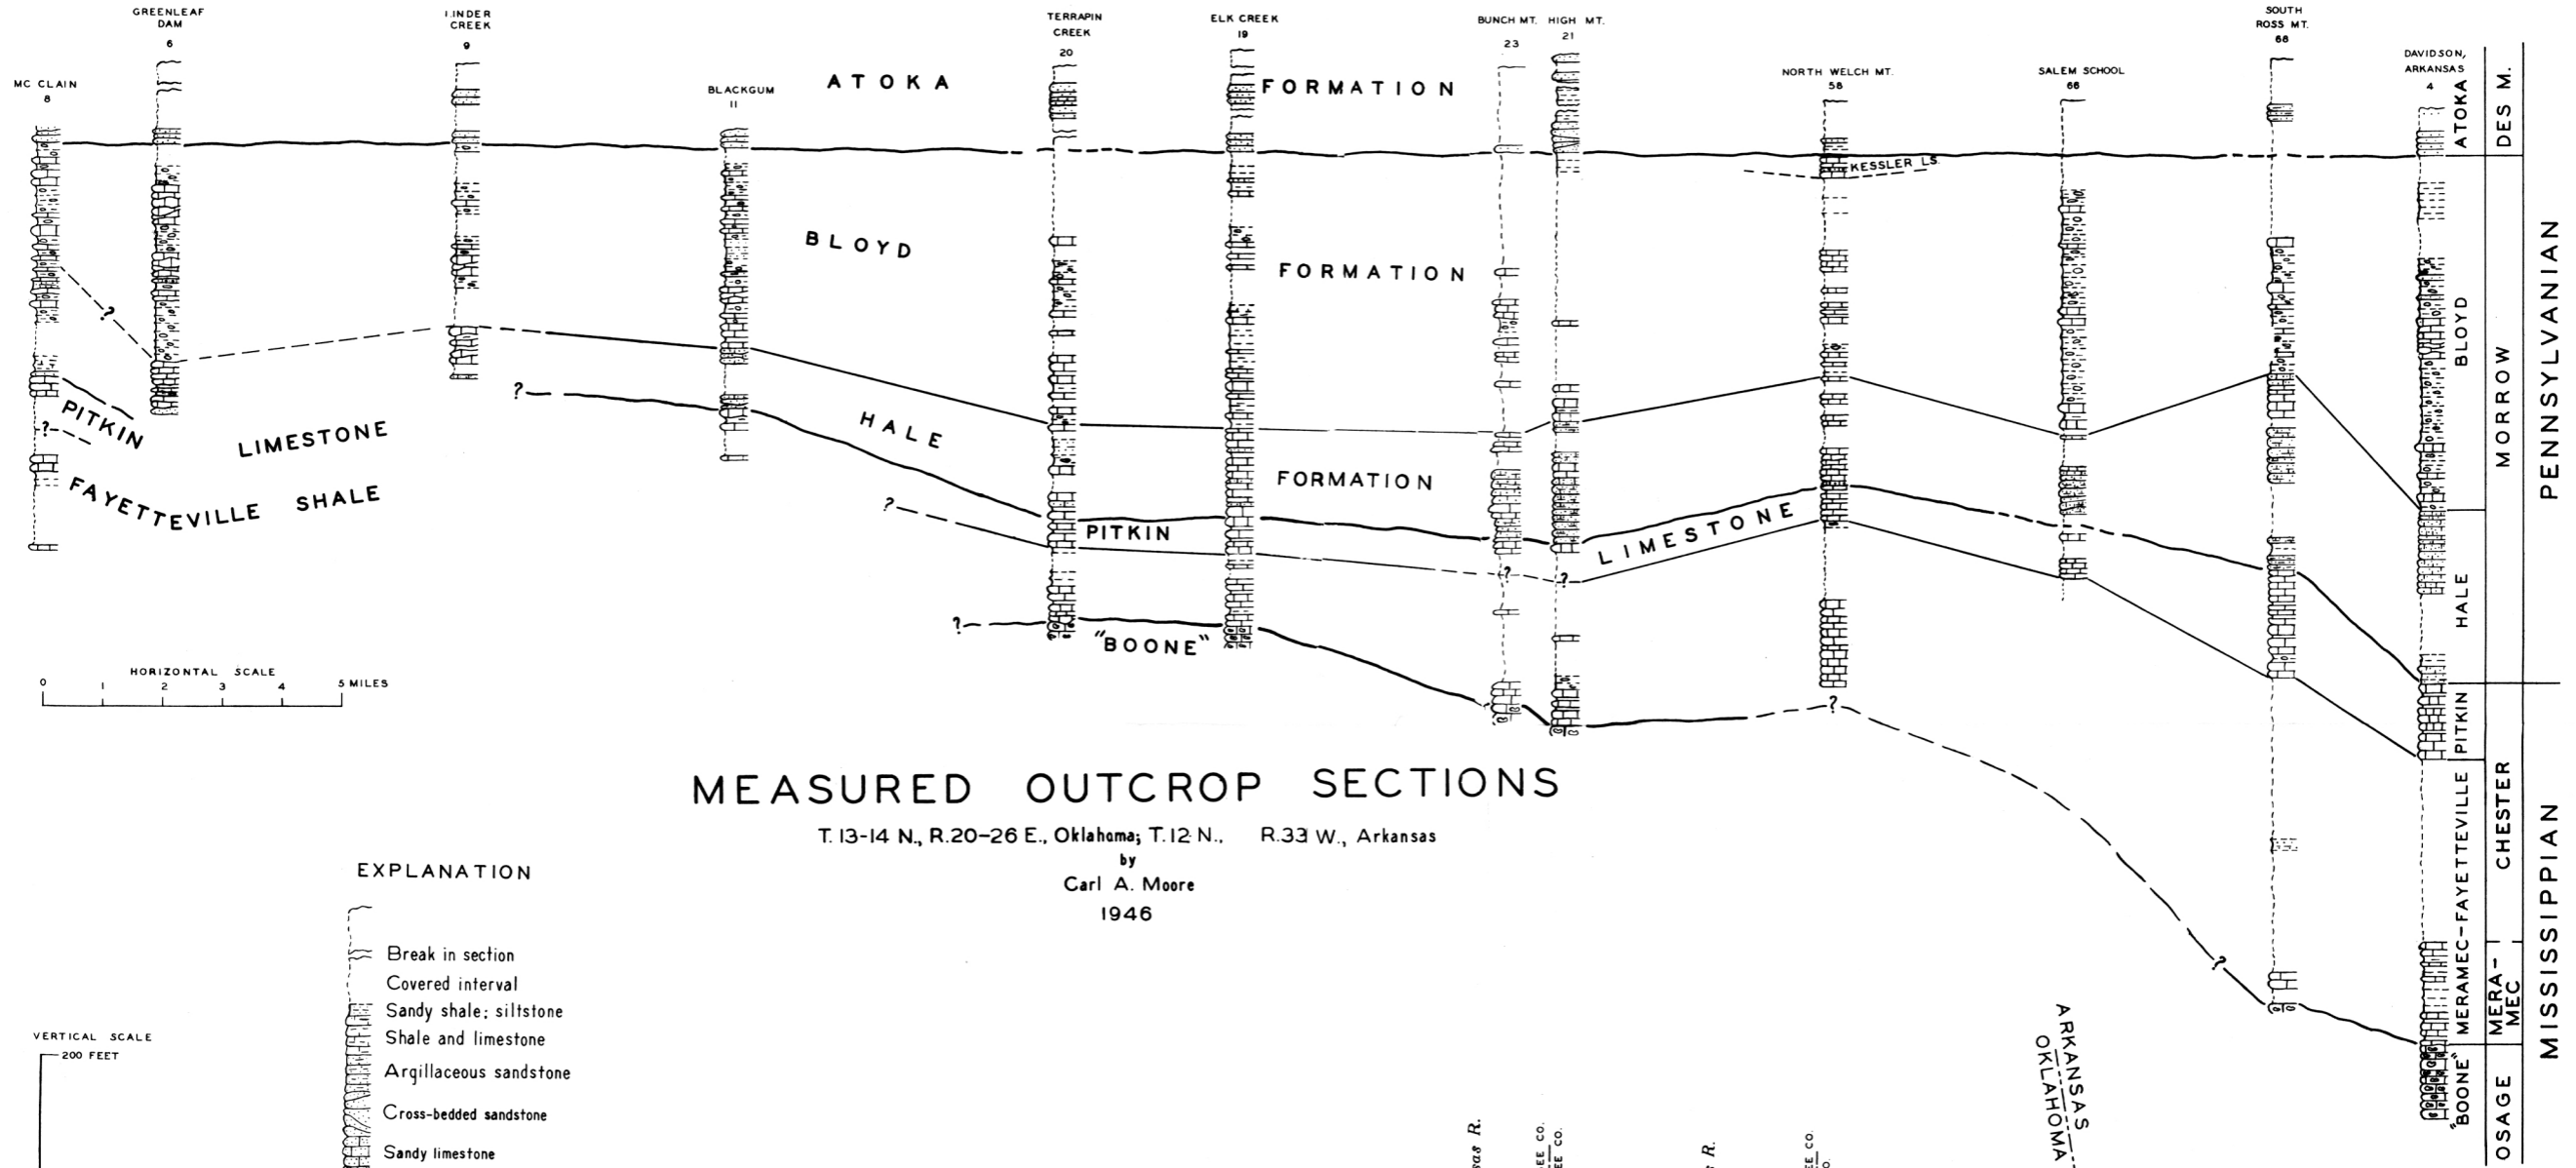 MC CLAIN
8
GREENLEAF
DAM
6
LINDER
CREEK
9
BLACKGUM
11
TERRAPIN
CREEK
20
ELK CREEK
19
BUNCH MT.
23
HIGH MT.
21
NORTH WELCH MT.
58
SALEM SCHOOL
66
SOUTH
ROSS MT.
68
DAVIDSON,
ARKANSAS
4
ATOKA FORMATION
KESSLER LS.
BLOYD FORMATION
HALE FORMATION
PITKIN LIMESTONE
FAYETTEVILLE SHALE
PITKIN LIMESTONE
"BOONE"
?
?
?
?
?
?
?
?
?
?
ATOKA
BLOYD
HALE
PITKIN
MERAMEC-FAYETTEVILLE
"BOONE"
DES M.
MORROW
CHESTER
MERA-
MEC
OSAGE
PENNSYLVANIAN
MISSISSIPPIAN
HORIZONTAL SCALE
0 1 2 3 4 5 MILES
MEASURED OUTCROP SECTIONS
T. 13-14 N., R.20-26 E., Oklahoma; T.12 N., R.33 W., Arkansas
by
Carl A. Moore
1946
EXPLANATION
Break in section
Covered interval
Sandy shale; siltstone
Shale and limestone
Argillaceous sandstone
Cross-bedded sandstone
Sandy limestone
VERTICAL SCALE
200 FEET
ARKANSAS
OKLAHOMA
R.
CO.
CO.
R.
CO.
CO.